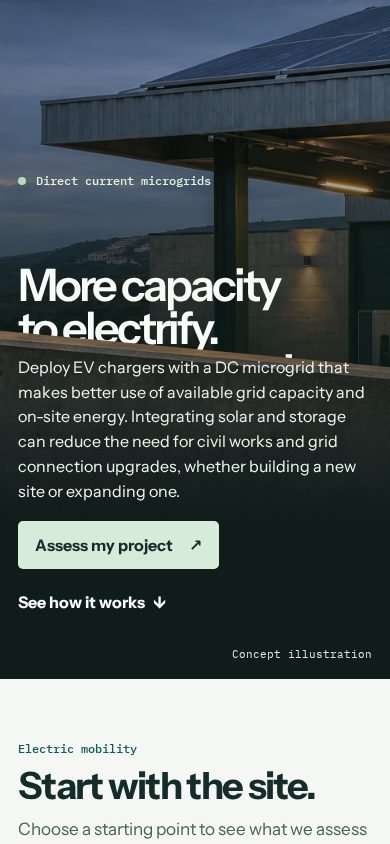 Direct current microgrids
More capacity
to electrify.
Deploy EV chargers with a DC microgrid that
makes better use of available grid capacity and
on-site energy. Integrating solar and storage
can reduce the need for civil works and grid
connection upgrades, whether building a new
site or expanding one.
Assess my project ↗
See how it works ↓
Concept illustration
Electric mobility
Start with the site.
Choose a starting point to see what we assess